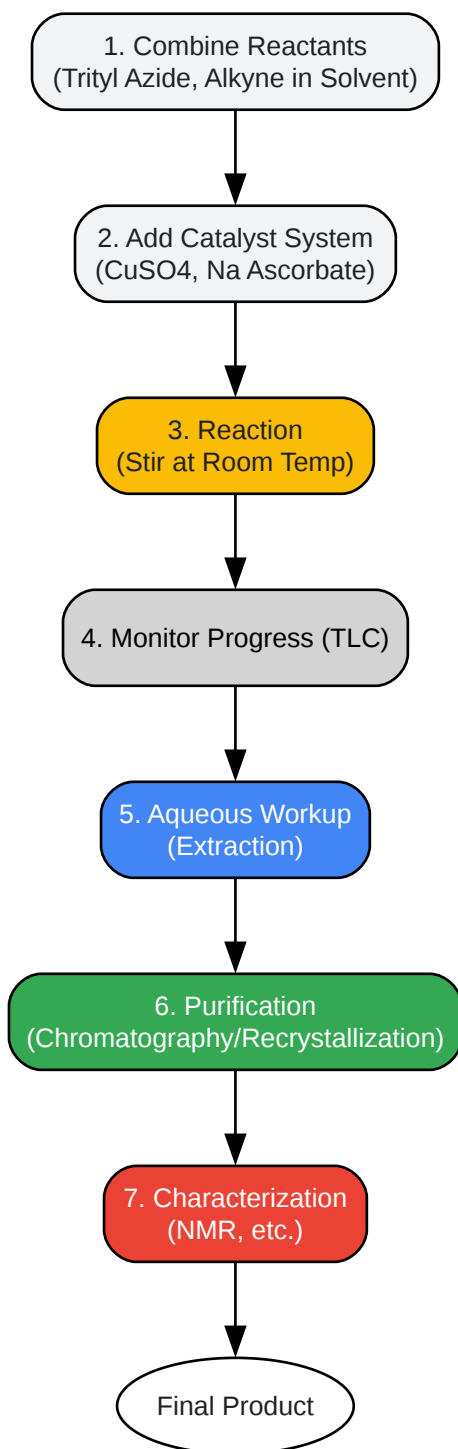 1. Combine Reactants
(Trityl Azide, Alkyne in Solvent)
2. Add Catalyst System
(CuSO4, Na Ascorbate)
3. Reaction
(Stir at Room Temp)
4. Monitor Progress (TLC)
5. Aqueous Workup
(Extraction)
6. Purification
(Chromatography/Recrystallization)
7. Characterization
(NMR, etc.)
Final Product